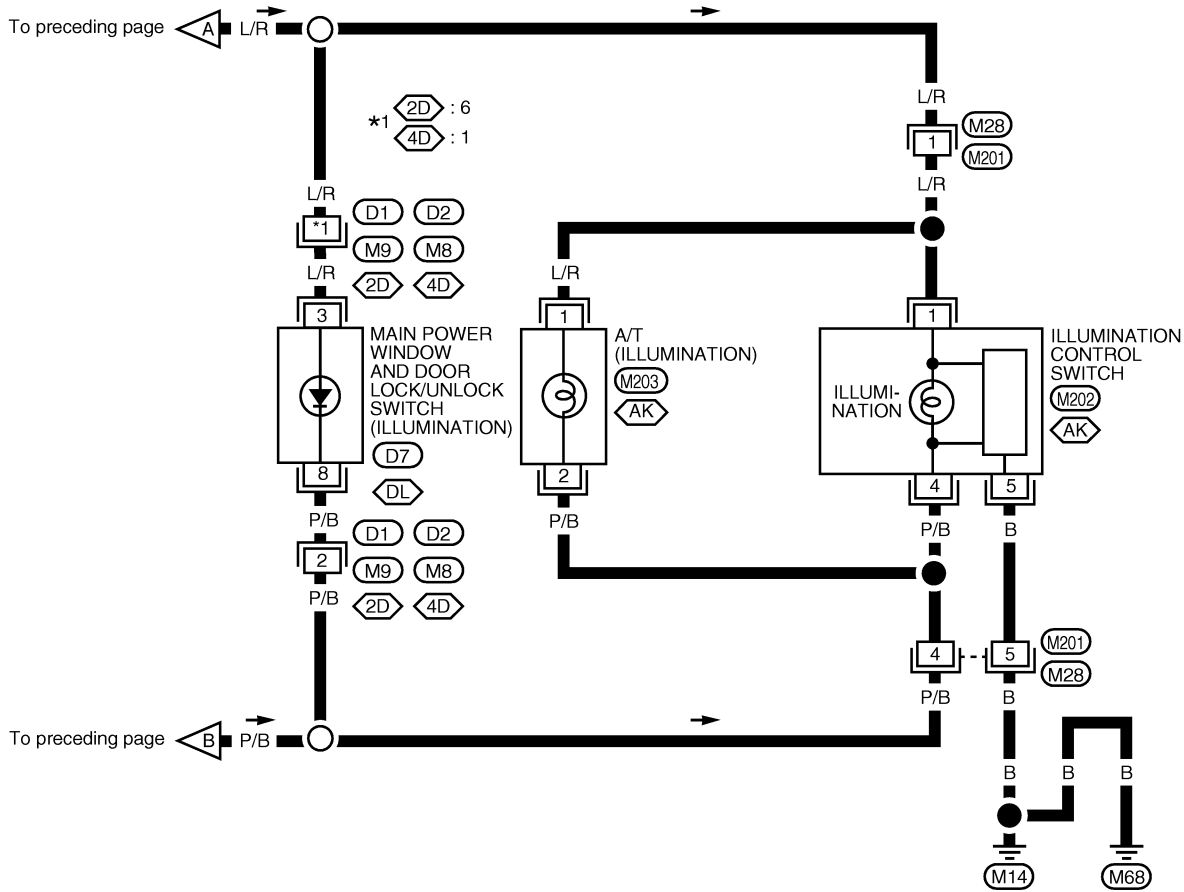 To preceding page A L/R
L/R
*1 2D : 6
4D : 1
M28
1
M201
L/R
L/R
*1 D1 D2
M9 M8
L/R 2D 4D
L/R
3
1
1
MAIN POWER
WINDOW
AND DOOR
LOCK/UNLOCK
SWITCH
(ILLUMINATION)
D7
DL
8
A/T
(ILLUMINATION)
M203
AK
2
ILLUMI-
NATION
ILLUMINATION
CONTROL
SWITCH
M202
AK
4 5
P/B
P/B
P/B B
D1 D2
2
M9 M8
P/B 2D 4D
4 5 M201
M28
P/B B
To preceding page B P/B
B B B
M14 M68